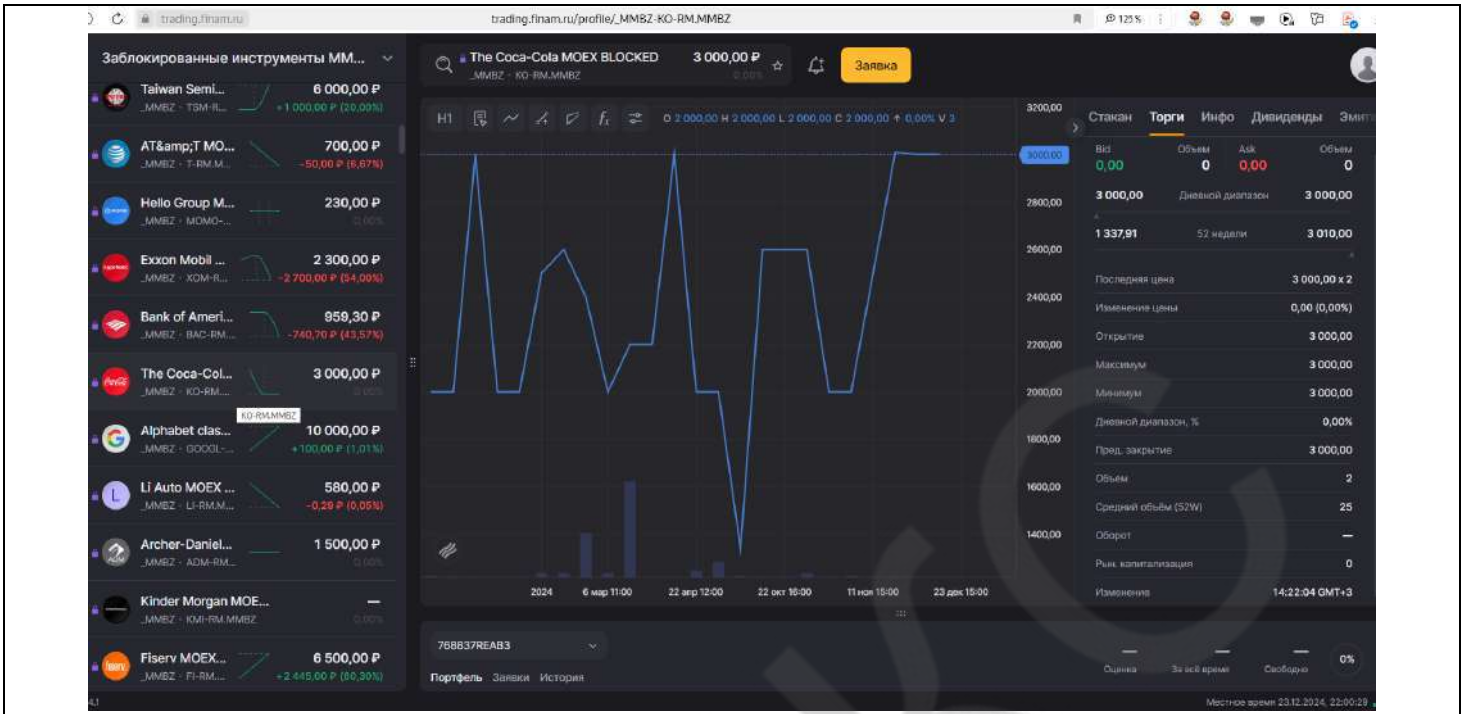 trading.finam.ru
trading.finam.ru/profile/_MMBZ-KO-RM.MMBZ
125 %
Заблокированные инструменты ММ...
Taiwan Semi...
6 000,00 ₽
_MMBZ · TSM-R...
+1 000,00 ₽ (20,00%)
AT&amp;T MO...
700,00 ₽
_MMBZ · T-RM.M...
-50,00 ₽ (6,67%)
Hello Group M...
230,00 ₽
_MMBZ · MOMO-...
0,00%
Exxon Mobil ...
2 300,00 ₽
_MMBZ · XOM-R...
-2 700,00 ₽ (54,00%)
Bank of Ameri...
959,30 ₽
_MMBZ · BAC-RM....
-740,70 ₽ (43,57%)
The Coca-Col...
3 000,00 ₽
_MMBZ · KO-RM....
0,00%
KO-RM.MMBZ
Alphabet clas...
10 000,00 ₽
_MMBZ · GOOGL-...
+100,00 ₽ (1,01%)
Li Auto MOEX ...
580,00 ₽
_MMBZ · LI-RM.M...
-0,29 ₽ (0,05%)
Archer-Daniel...
1 500,00 ₽
_MMBZ · ADM-RM...
0,00%
Kinder Morgan MOE...
—
_MMBZ · KMI-RM.MMBZ
0,00%
Fiserv MOEX...
6 500,00 ₽
_MMBZ · FI-RM....
+2 445,00 ₽ (60,30%)
The Coca-Cola MOEX BLOCKED
3 000,00 ₽
_MMBZ · KO-RM.MMBZ
0,00%
Заявка
H1
O 2 000,00 H 2 000,00 L 2 000,00 C 2 000,00 ↑ 0,00% V 3
3200,00
3000,00
2800,00
2600,00
2400,00
2200,00
2000,00
1800,00
1600,00
1400,00
2024 6 мар 11:00 22 апр 12:00 22 окт 16:00 11 ноя 15:00 23 дек 15:00
Стакан Торги Инфо Дивиденды Эмит
Bid Объем Ask Объем
0,00 0 0,00 0
3 000,00 Дневной диапазон 3 000,00
1 337,91 52 недели 3 010,00
Последняя цена 3 000,00 x 2
Изменение цены 0,00 (0,00%)
Открытие 3 000,00
Максимум 3 000,00
Минимум 3 000,00
Дневной диапазон, % 0,00%
Пред. закрытие 3 000,00
Объем 2
Средний объём (52W) 25
Оборот —
Рын. капитализация 0
Изменение 14:22:04 GMT+3
768837REAB3
Портфель Заявки История
— — —
Оценка За всё время Свободно 0%
Местное время 23.12.2024, 22:00:29